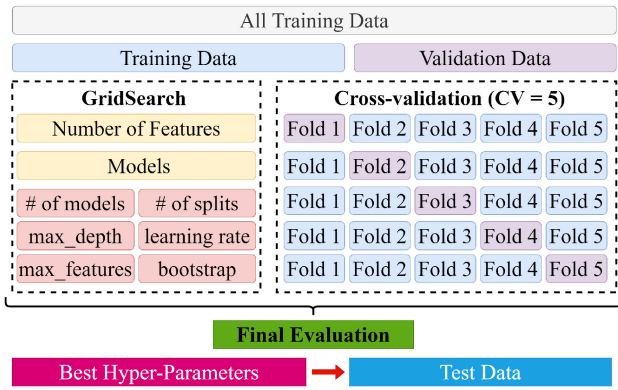 All Training Data
Training Data Validation Data
GridSearch Cross-validation (CV = 5)
Number of Features Fold 1 Fold 2 Fold 3 Fold 4 Fold 5
Models Fold 1 Fold 2 Fold 3 Fold 4 Fold 5
# of models # of splits Fold 1 Fold 2 Fold 3 Fold 4 Fold 5
max_depth learning rate Fold 1 Fold 2 Fold 3 Fold 4 Fold 5
max_features bootstrap Fold 1 Fold 2 Fold 3 Fold 4 Fold 5
Final Evaluation
Best Hyper-Parameters Test Data